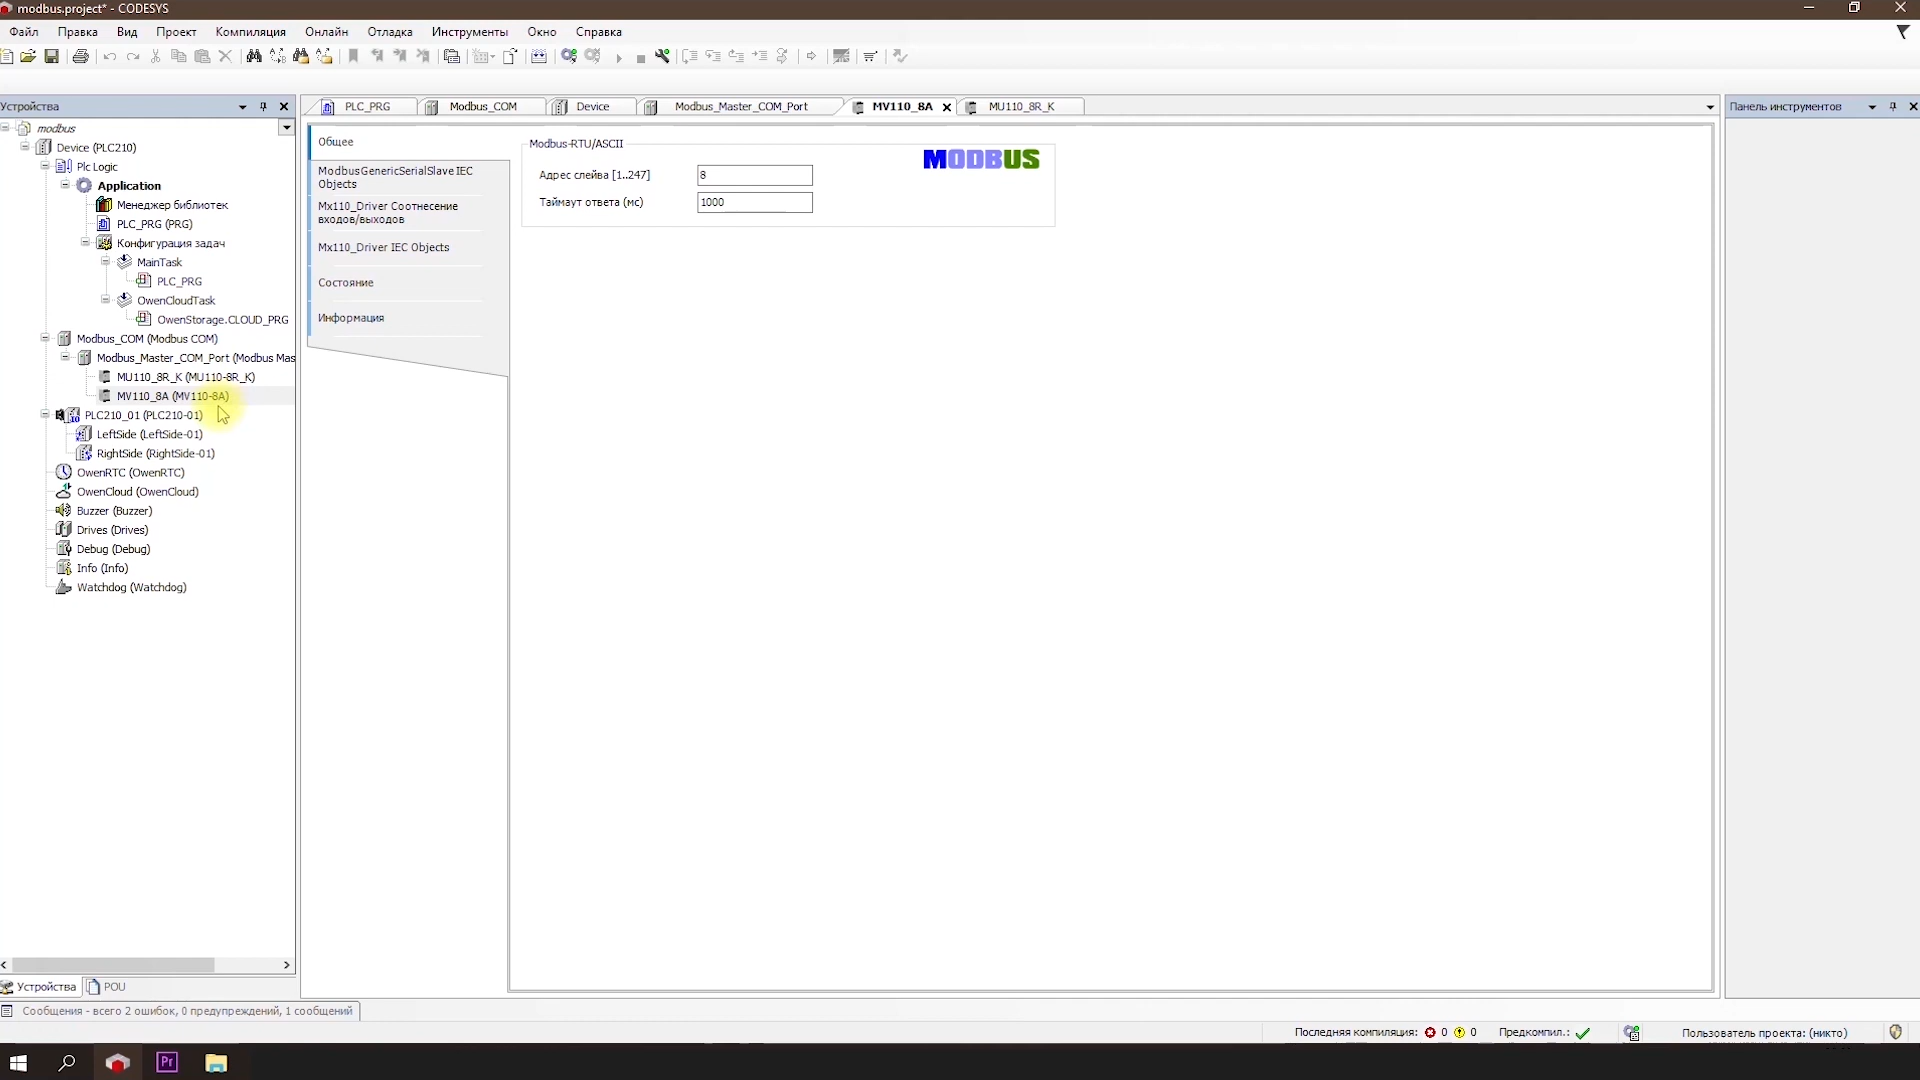 modbus.project* - CODESYS
Файл Правка Вид Проект Компиляция Онлайн Отладка Инструменты Окно Справка
Устройства
PLC_PRG Modbus_COM Device Modbus_Master_COM_Port MV110_8A MU110_8R_K
Панель инструментов
modbus
Device (PLC210)
Plc Logic
Application
Менеджер библиотек
PLC_PRG (PRG)
Конфигурация задач
MainTask
PLC_PRG
OwenCloudTask
OwenStorage.CLOUD_PRG
Modbus_COM (Modbus COM)
Modbus_Master_COM_Port (Modbus Mas
MU110_8R_K (MU110-8R_K)
MV110_8A (MV110-8A)
PLC210_01 (PLC210-01)
LeftSide (LeftSide-01)
RightSide (RightSide-01)
OwenRTC (OwenRTC)
OwenCloud (OwenCloud)
Buzzer (Buzzer)
Drives (Drives)
Debug (Debug)
Info (Info)
Watchdog (Watchdog)
Устройства POU
Общее
ModbusGenericSerialSlave IEC
Objects
Mx110_Driver Соотнесение
входов/выходов
Mx110_Driver IEC Objects
Состояние
Информация
Modbus-RTU/ASCII
MODBUS
Адрес слейва [1..247] 8
Таймаут ответа (мс) 1000
Сообщения - всего 2 ошибок, 0 предупреждений, 1 сообщений
Последняя компиляция: 0 0 Предкомпил.: Пользователь проекта: (никто)
Pr